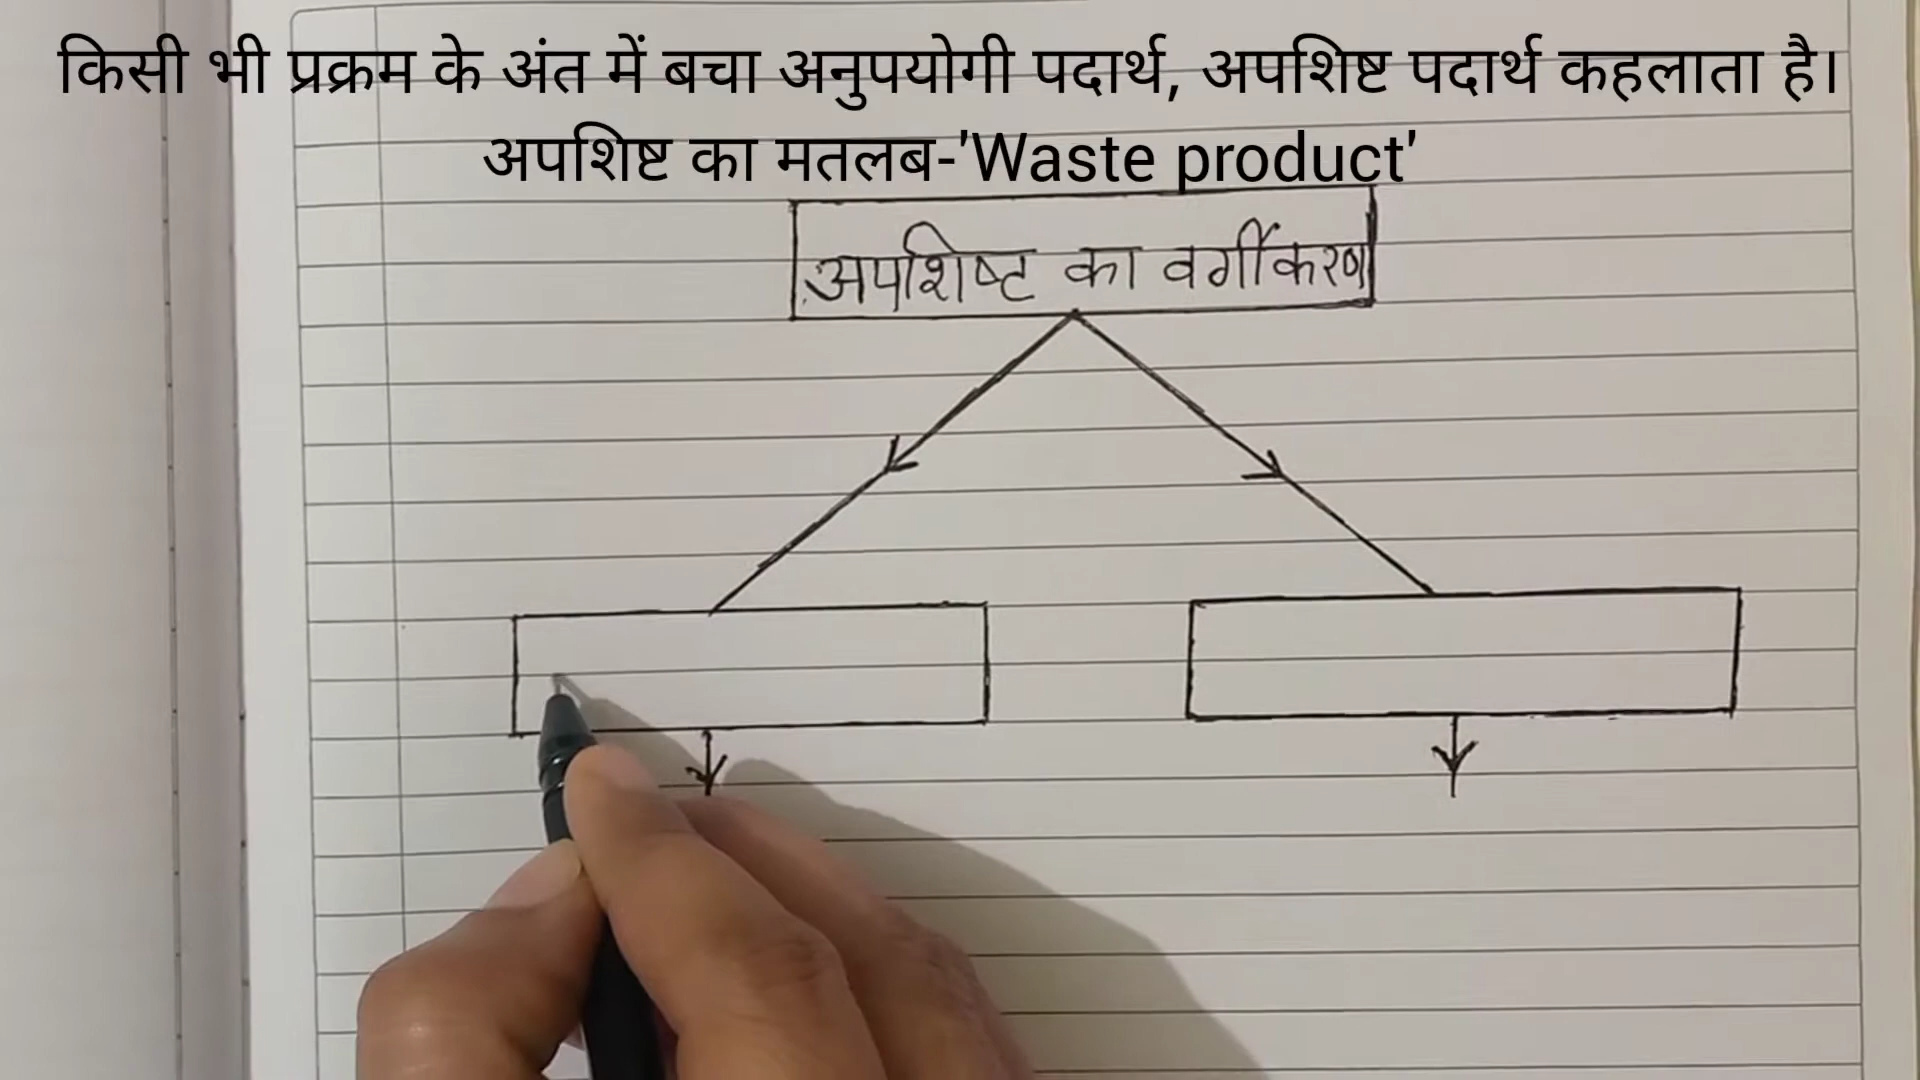 किसी भी प्रक्रम के अंत में बचा अनुपयोगी पदार्थ, अपशिष्ट पदार्थ कहलाता है।
अपशिष्ट का मतलब-'Waste product'
अपशिष्ट का वर्गीकरण